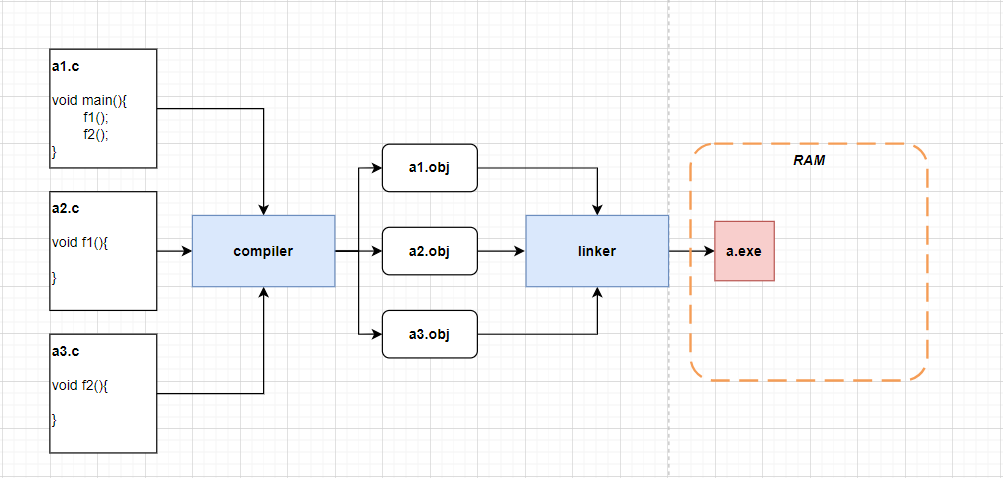 a1.c
void main(){
f1();
f2();
}
a2.c
void f1(){
}
a3.c
void f2(){
}
compiler
a1.obj
a2.obj
a3.obj
linker
RAM
a.exe